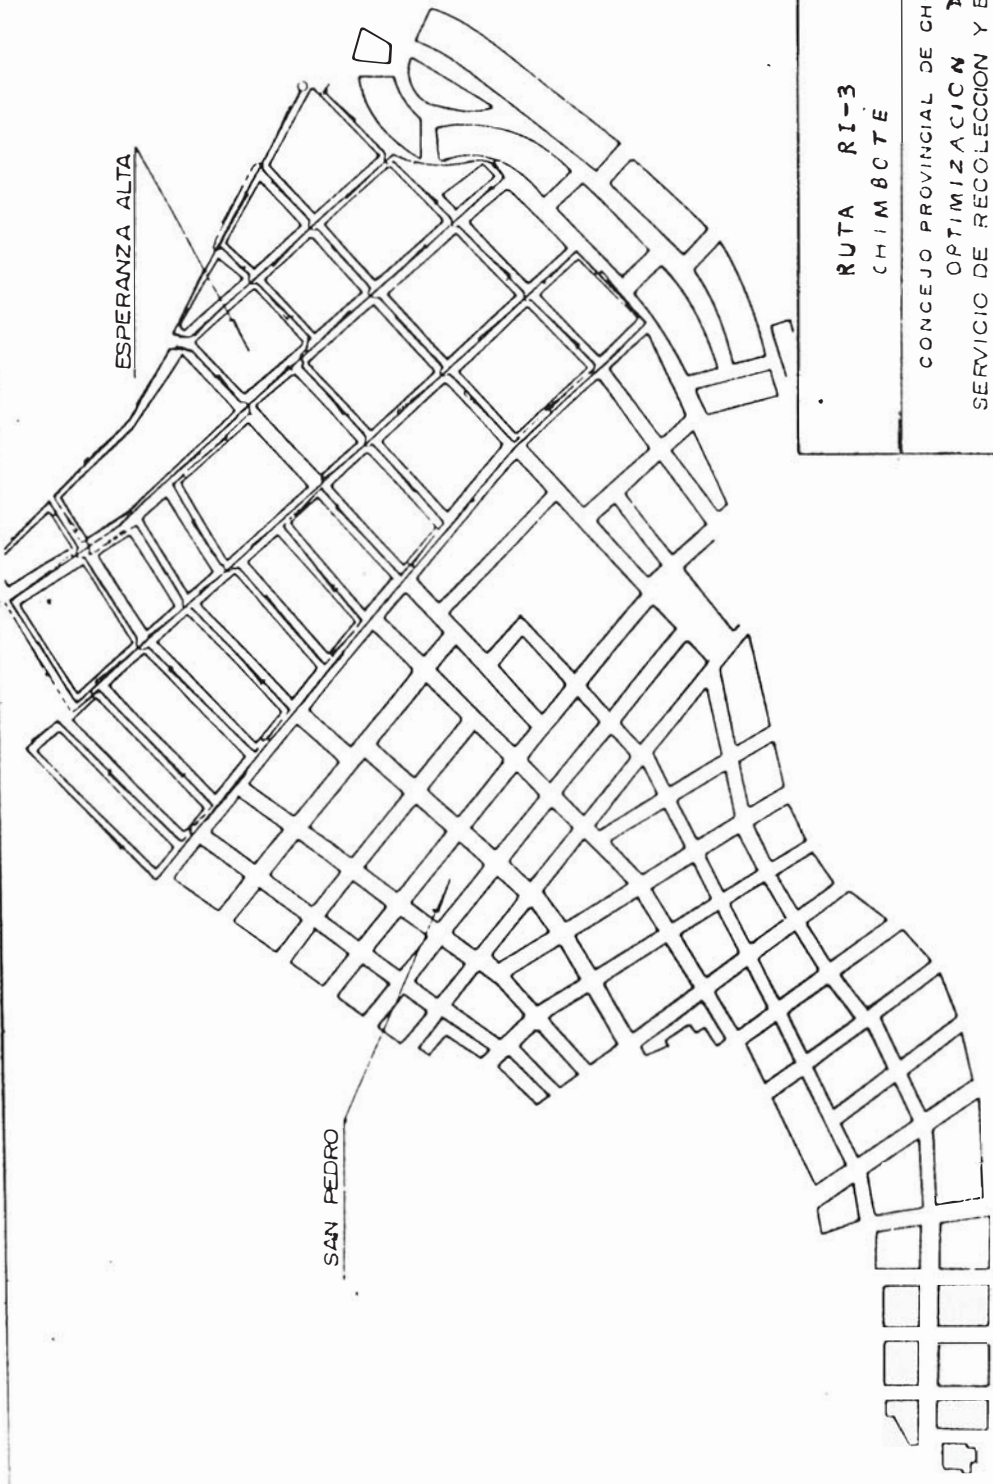 ESPERANZA ALTA
SAN PEDRO
RUTA RI-3
CHIMBOTE
CONCEJO PROVINCIAL DE CH
OPTIMIZACION
SERVICIO DE RECOLECCION Y